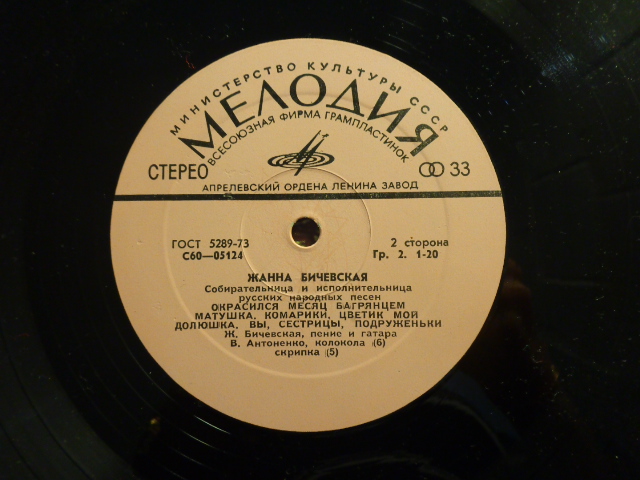 МИНИСТЕРСТВО КУЛЬТУРЫ СССР
МЕЛОДИЯ
ВСЕСОЮЗНАЯ ФИРМА ГРАМПЛАСТИНОК
СТЕРЕО
33
АПРЕЛЕВСКИЙ ОРДЕНА ЛЕНИНА ЗАВОД
ГОСТ 5289-73 2 сторона
С60—05124 Гр. 2. 1-20
ЖАННА БИЧЕВСКАЯ
Собирательница и исполнительница
русских народных песен
ОКРАСИЛСЯ МЕСЯЦ БАГРЯНЦЕМ
МАТУШКА, КОМАРИКИ, ЦВЕТИК МОЙ
ДОЛЮШКА, ВЫ, СЕСТРИЦЫ, ПОДРУЖЕНЬКИ
Ж. Бичевская, пение и гатара
В. Антоненко, колокола (6)
скрипка (5)